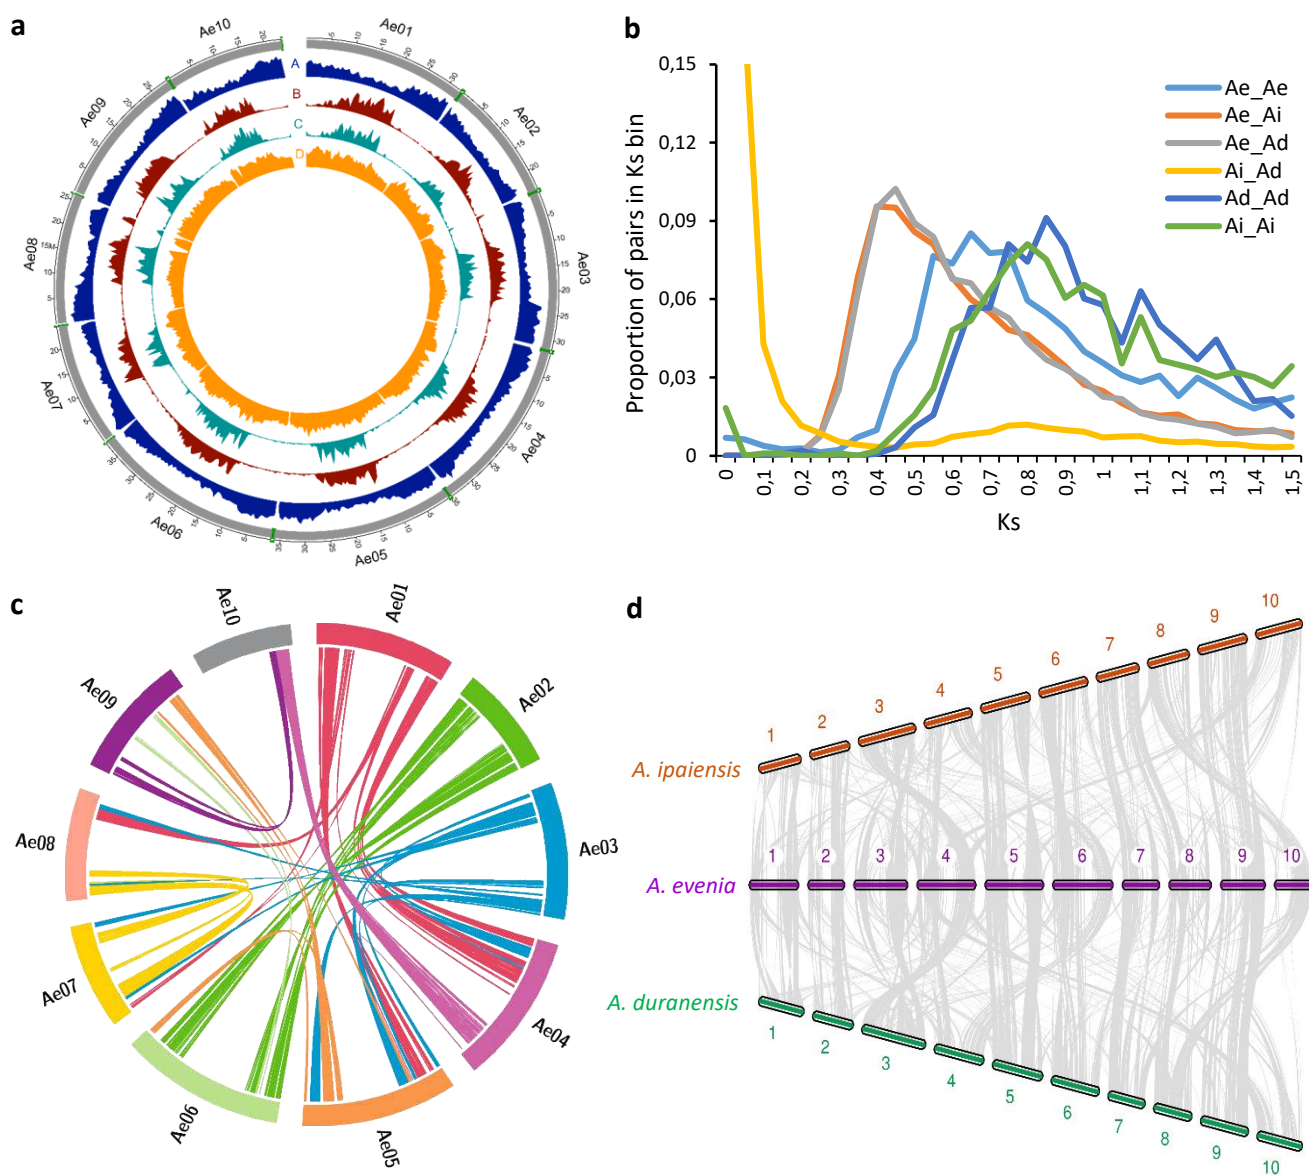 a
Ae10
Ae01
Ae09
Ae02
Ae08
Ae03
Ae07
Ae04
Ae06
Ae05
A
B
C
D
b
0,15
0,12
0,09
0,06
0,03
0
Proportion of pairs in Ks bin
Ae_Ae
Ae_Ai
Ae_Ad
Ai_Ad
Ad_Ad
Ai_Ai
0 0,1 0,2 0,3 0,4 0,5 0,6 0,7 0,8 0,9 1 1,1 1,2 1,3 1,4 1,5
Ks
c
Ae10
Ae01
Ae09
Ae02
Ae08
Ae03
Ae07
Ae04
Ae06
Ae05
d
1 2 3 4 5 6 7 8 9 10
A. ipaiensis
1 2 3 4 5 6 7 8 9 10
A. evenia
A. duranensis
1 2 3 4 5 6 7 8 9 10